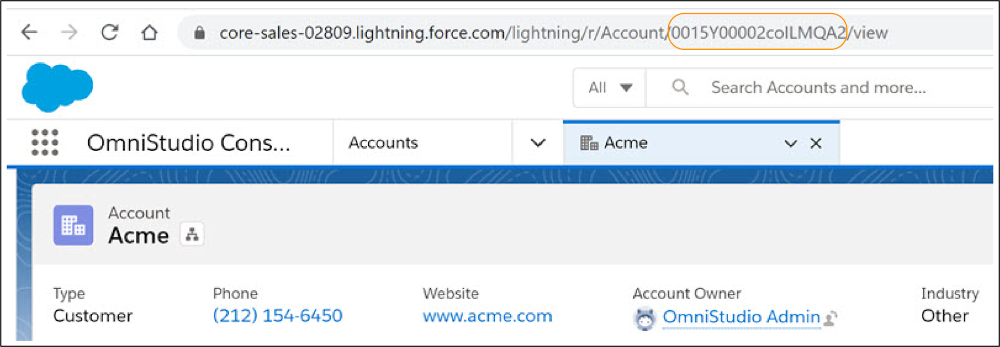 core-sales-02809.lightning.force.com/lightning/r/Account/0015Y00002colLMQA2/view
All Search Accounts and more...
OmniStudio Cons... Accounts Acme
Account
Acme
Type Phone Website Account Owner Industry
Customer (212) 154-6450 www.acme.com OmniStudio Admin Other